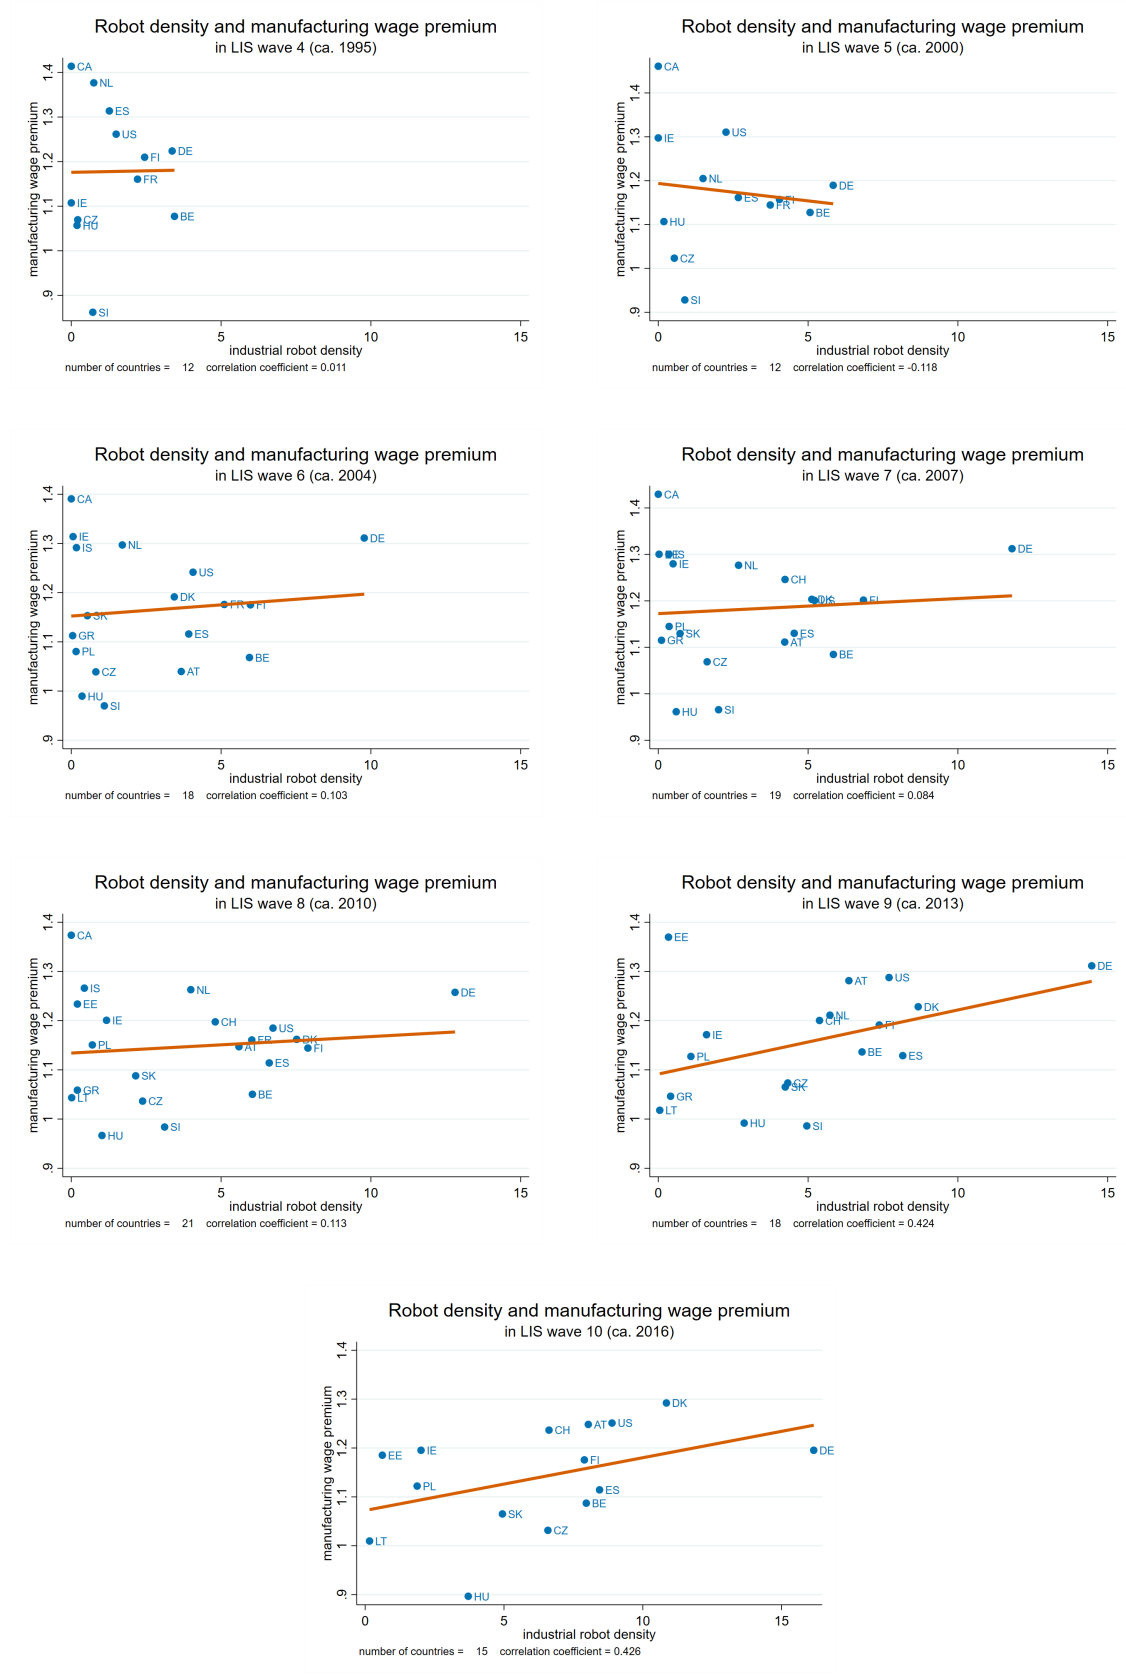 Robot density and manufacturing wage premium
in LIS wave 4 (ca. 1995)
manufacturing wage premium
1.4
1.3
1.2
1.1
1
.9
CA
NL
ES
US
DE
FI
FR
IE
BE
CZ
HU
SI
0 5 10 15
industrial robot density
number of countries = 12 correlation coefficient = 0.011
Robot density and manufacturing wage premium
in LIS wave 5 (ca. 2000)
manufacturing wage premium
1.4
1.3
1.2
1.1
1
.9
CA
US
IE
NL
DE
ES
FI
FR
BE
HU
CZ
SI
0 5 10 15
industrial robot density
number of countries = 12 correlation coefficient = -0.118
Robot density and manufacturing wage premium
in LIS wave 6 (ca. 2004)
manufacturing wage premium
1.4
1.3
1.2
1.1
1
.9
CA
IE
DE
IS
NL
US
DK
FR
FI
SK
GR
ES
PL
BE
CZ
AT
HU
SI
0 5 10 15
industrial robot density
number of countries = 18 correlation coefficient = 0.103
Robot density and manufacturing wage premium
in LIS wave 7 (ca. 2007)
manufacturing wage premium
1.4
1.3
1.2
1.1
1
.9
CA
DE
IS
IE
NL
CH
DK
US
FI
PL
SK
ES
GR
AT
BE
CZ
HU
SI
0 5 10 15
industrial robot density
number of countries = 19 correlation coefficient = 0.084
Robot density and manufacturing wage premium
in LIS wave 8 (ca. 2010)
manufacturing wage premium
1.4
1.3
1.2
1.1
1
.9
CA
IS
NL
DE
EE
IE
CH
US
FR
DK
PL
AT
FI
ES
SK
GR
BE
LT
CZ
SI
HU
0 5 10 15
industrial robot density
number of countries = 21 correlation coefficient = 0.113
Robot density and manufacturing wage premium
in LIS wave 9 (ca. 2013)
manufacturing wage premium
1.4
1.3
1.2
1.1
1
.9
EE
DE
US
AT
DK
NL
CH
FI
IE
BE
PL
ES
CZ
SK
GR
LT
HU
SI
0 5 10 15
industrial robot density
number of countries = 18 correlation coefficient = 0.424
Robot density and manufacturing wage premium
in LIS wave 10 (ca. 2016)
manufacturing wage premium
1.4
1.3
1.2
1.1
1
.9
DK
AT
US
CH
IE
DE
EE
FI
PL
ES
BE
SK
CZ
LT
HU
0 5 10 15
industrial robot density
number of countries = 15 correlation coefficient = 0.426